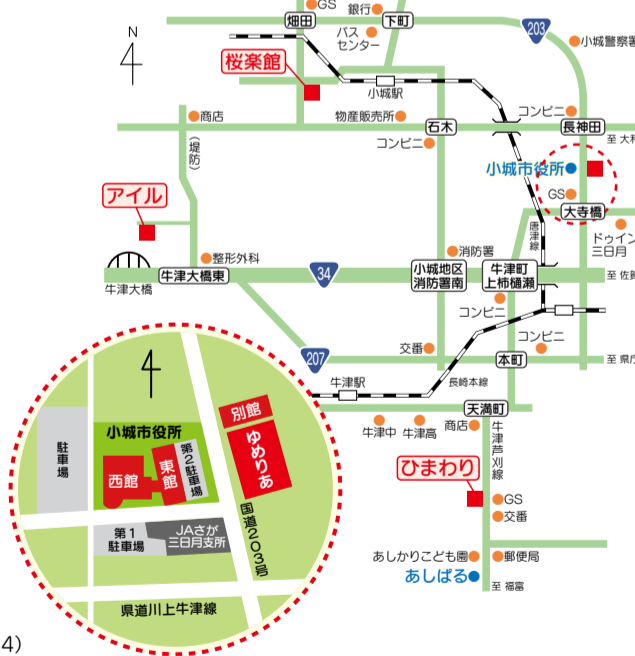 GS
銀行
畑田
下町
203
N
バス
センター
小城警察署
桜楽館
小城駅
商店
物産販売所
石木
コンビニ
長神田
至 大和
コンビニ
(堤防)
小城市役所
GS
大寺橋
アイル
唐津線
ドゥイン
三日月
整形外科
消防署
牛津大橋
牛津大橋東
34
小城地区
消防署南
牛津町
上柿樋瀬
至 佐賀
コンビニ
コンビニ
交番
207
本町
至 県庁
牛津駅
長崎本線
天満町
牛津中
牛津高
商店
牛津芦刈線
ひまわり
GS
交番
あしかりこども園
郵便局
あしぱる
至 福富
別館
ゆめりあ
小城市役所
駐車場
西館
東館
第2駐車場
第1
駐車場
JAさが
三日月支所
国道203号
県道川上牛津線
4)